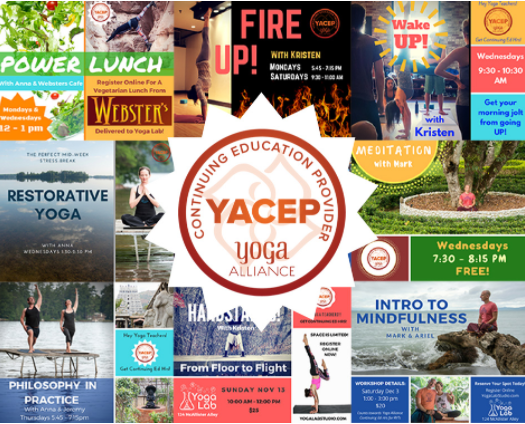 POWER LUNCH
With Anna & Websters Cafe
Mondays &
Wednesdays
12 - 1 pm
Register Online For A
Vegetarian Lunch From
WEBSTER'S
Delivered to Yoga Lab!
FIRE
UP!
YACEP
WITH KRISTEN
MONDAYS 5:45 - 7:15 PM
SATURDAYS 9:30 - 11:00 AM
Wake
UP!
with
Kristen
Hey Yoga Teachers!
YACEP
Get Continuing Ed Hrs!
Wednesdays
9:30 - 10:30
AM
Get your
morning jolt
from going
UP!
THE PERFECT MID-WEEK
STRESS BREAK
RESTORATIVE
YOGA
WITH ANNA
CONTINUING EDUCATION PROVIDER
YACEP
yoga
ALLIANCE
MEDITATION
with Mark
YACEP
Wednesdays
7:30 - 8:15 PM
FREE!
PHILOSOPHY IN
PRACTICE
With Anna & Jeremy
Thursdays 5:45 - 7:15pm
Hey Yoga Teachers!
YACEP
Get Continuing Ed Hrs!
HANDSTANDS
With Kristen
From Floor to Flight
Yoga
Lab
SUNDAY NOV 13
10:00 AM - 12:00 PM
$25
YACEP
SPACE IS LIMITED!
REGISTER
ONLINE
NOW!
YOGALABSTUDIO.COM
INTRO TO
MINDFULNESS
WITH
MARK & ARIEL
WORKSHOP DETAILS:
Saturday Dec 3
1:00 - 3:00 pm
$20
Reserve Your Spot Today!
Register Online
YogaLabStudio.com
Yoga
Lab